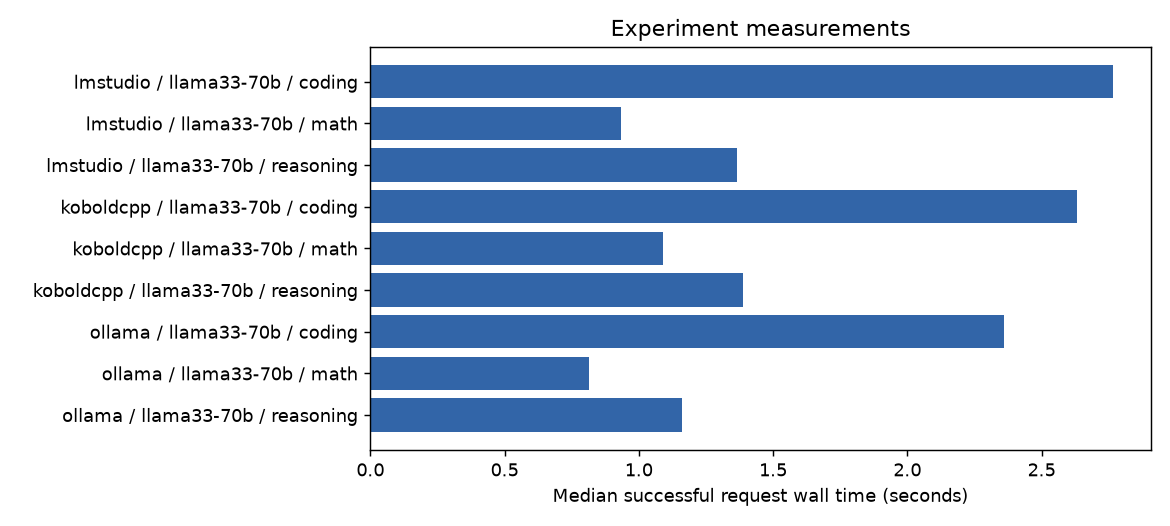 Experiment measurements
lmstudio / llama33-70b / coding
lmstudio / llama33-70b / math
lmstudio / llama33-70b / reasoning
koboldcpp / llama33-70b / coding
koboldcpp / llama33-70b / math
koboldcpp / llama33-70b / reasoning
ollama / llama33-70b / coding
ollama / llama33-70b / math
ollama / llama33-70b / reasoning
0.0 0.5 1.0 1.5 2.0 2.5
Median successful request wall time (seconds)